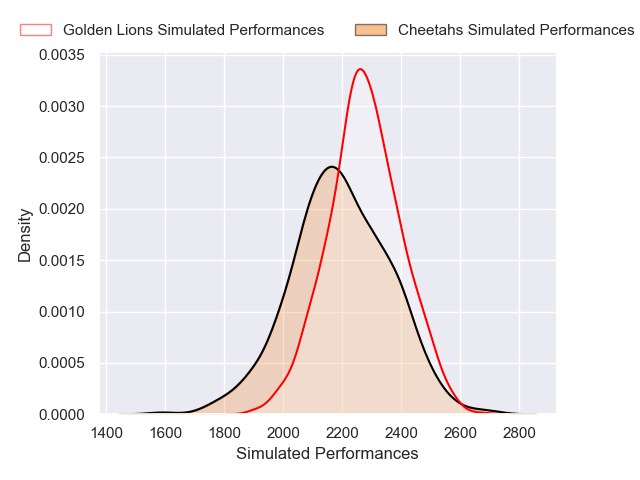 Golden Lions Simulated Performances Cheetahs Simulated Performances
0.0035
0.0030
0.0025
0.0020
0.0015
0.0010
0.0005
0.0000
Density
1400 1600 1800 2000 2200 2400 2600 2800
Simulated Performances